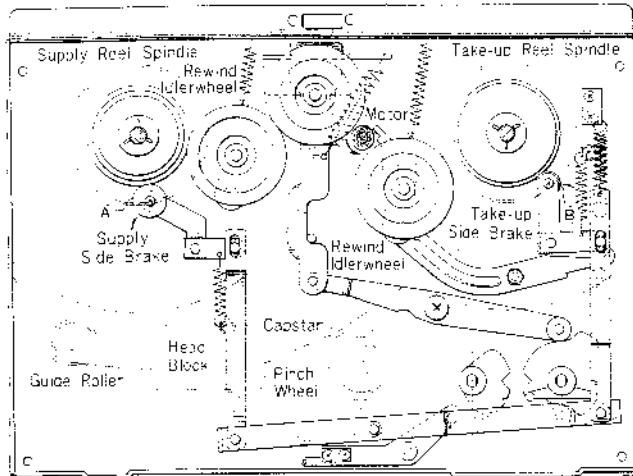 C C
Supply Reel Spindle
Take-up Reel Spindle
Rewind
Idlerwheel
Motor
A
B
Supply
Side Brake
Take-up
Side Brake
Rewind
Idlerwheel
Capstan
Head
Block
Guide Roller
Pinch
Wheel